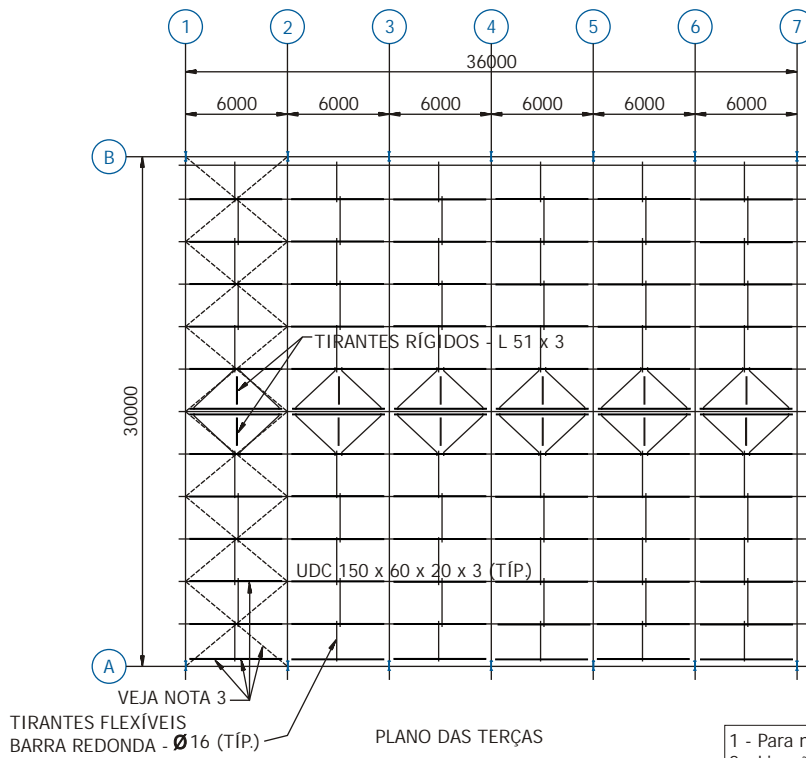 1 2 3 4 5 6 7
36000
6000 6000 6000 6000 6000 6000
B
TIRANTES RÍGIDOS - L 51 x 3
30000
UDC 150 x 60 x 20 x 3 (TÍP.)
A
VEJA NOTA 3
TIRANTES FLEXÍVEIS
BARRA REDONDA - Ø 16 (TÍP.)
PLANO DAS TERÇAS
1 - Para